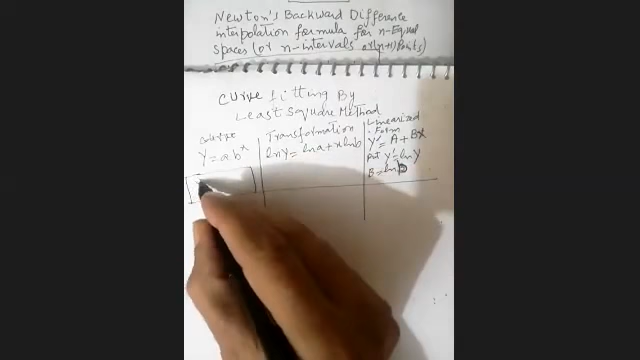 Newton's Backward Difference
interpolation formula for n-Equal
spaces (or n-intervals or (n+1) Points)
Curve fitting By
Least Square Method
Curve
Y = a b^x
Transformation
ln Y = ln a + x ln b
Linearized
Form
Y' = A + Bx
Put Y' = ln Y
B = ln b